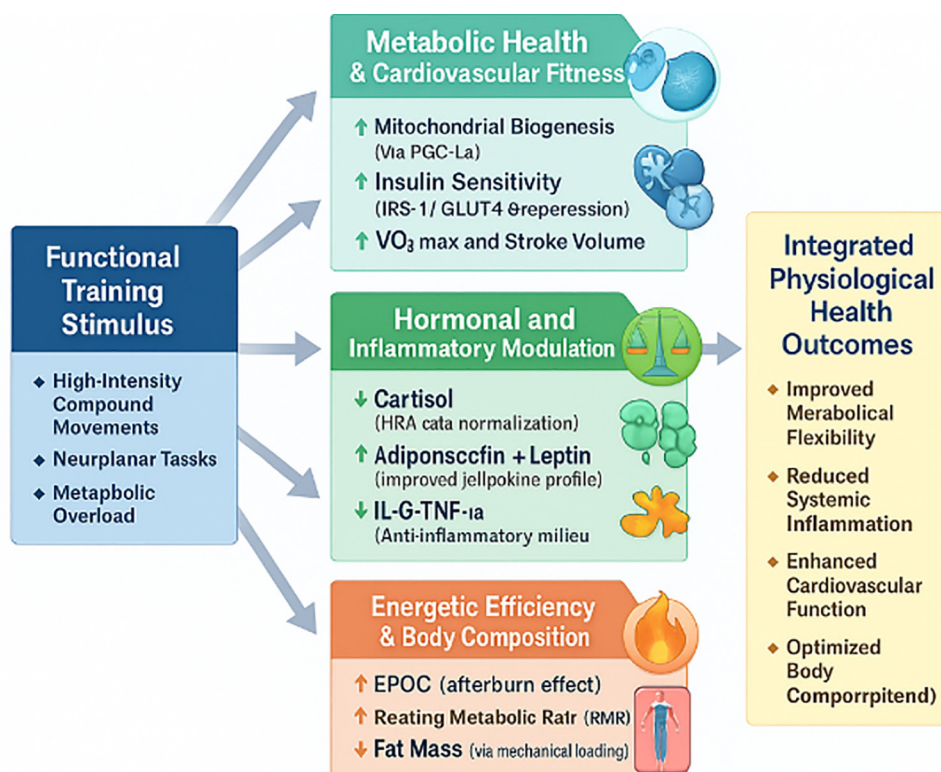 Functional
Training
Stimulus
❖ High-Intensity
Compound
Movements
❖ Neurplanar Tassks
❖ Metapbolic
Overload
Metabolic Health
& Cardiovascular Fitness
↑ Mitochondrial Biogenesis
(Via PGC-La)
↑ Insulin Sensitivity
(IRS-1/ GLUT4 θrepression)
↑ VO₃ max and Stroke Volume
Hormonal and
Inflammatory Modulation
↓ Cartisol
(HRA cata normalization)
↑ Adiponsccfin + Leptin
(improved jellpokine profile)
↓ IL-G-TNF-ıa
(Anti-inflammatory milieu
Energetic Efficiency
& Body Composition
↑ EPOC (afterburn effect)
↑ Reating Metabolic Ratr (RMR)
↓ Fat Mass (via mechanical loading)
Integrated
Physiological
Health
Outcomes
❖ Improved
Merabolical
Flexibility
❖ Reduced
Systemic
Inflammation
❖ Enhanced
Cardiovascular
Function
❖ Optimized
Body
Comporrpitend)